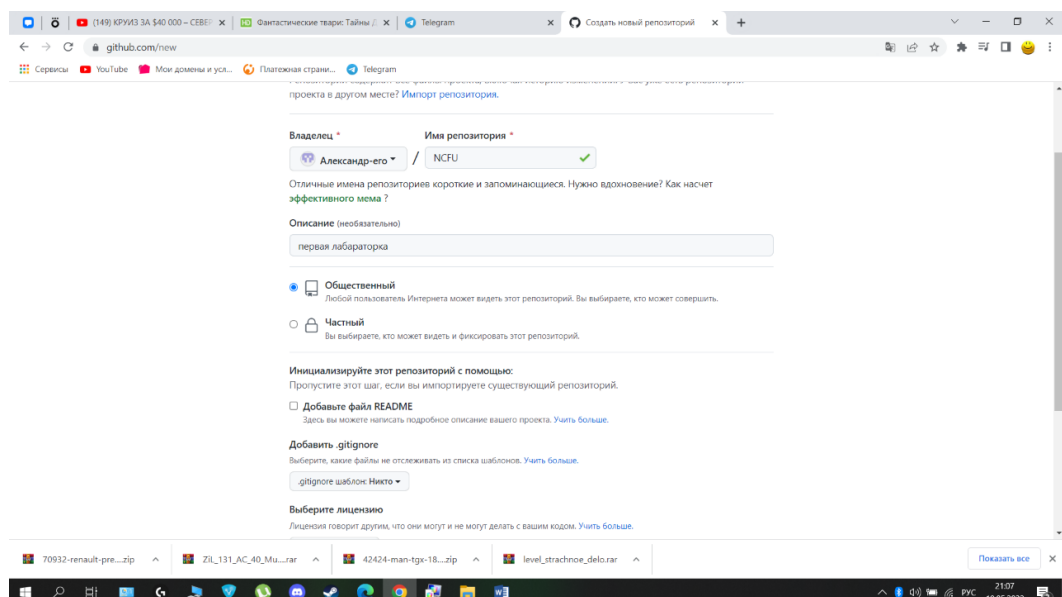 (149) КРУИЗ ЗА $40 000 – СЕВЕР
HD Фантастические твари: Тайны Д
Telegram
Создать новый репозиторий
github.com/new
Сервисы
YouTube
Мои домены и усл...
Платежная страни...
Telegram
проекта в другом месте? Импорт репозитория.
Владелец *
Имя репозитория *
Александр-его
/
NCFU
Отличные имена репозиториев короткие и запоминающиеся. Нужно вдохновение? Как насчет
эффективного мема ?
Описание (необязательно)
первая лабараторка
Общественный
Любой пользователь Интернета может видеть этот репозиторий. Вы выбираете, кто может совершить.
Частный
Вы выбираете, кто может видеть и фиксировать этот репозиторий.
Инициализируйте этот репозиторий с помощью:
Пропустите этот шаг, если вы импортируете существующий репозиторий.
Добавьте файл README
Здесь вы можете написать подробное описание вашего проекта. Учить больше.
Добавить .gitignore
Выберите, какие файлы не отслеживать из списка шаблонов. Учить больше.
.gitignore шаблон: Никто
Выберите лицензию
Лицензия говорит другим, что они могут и не могут делать с вашим кодом. Учить больше.
70932-renault-pre....zip
ZiL_131_AC_40_Mu....rar
42424-man-tgx-18....zip
level_strachnoe_delo.rar
Показать все
РУС
21:07